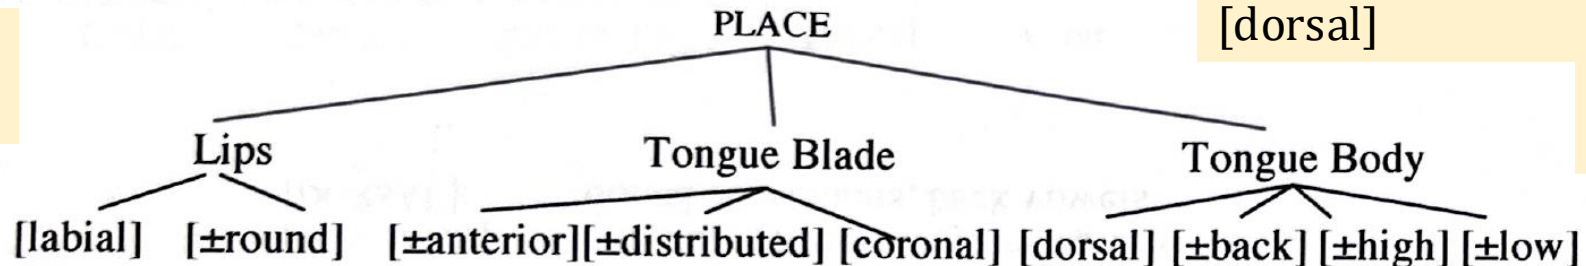 PLACE
[dorsal]
Lips
Tongue Blade
Tongue Body
[labial] [±round] [±anterior][±distributed] [coronal] [dorsal] [±back] [±high] [±low]